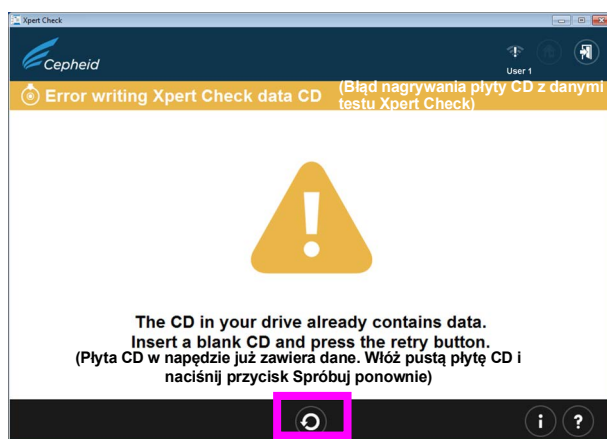 Xpert Check
Cepheid
User 1
Error writing Xpert Check data CD
(Błąd nagrywania płyty CD z danymi
testu Xpert Check)
The CD in your drive already contains data.
Insert a blank CD and press the retry button.
(Płyta CD w napędzie już zawiera dane. Włóż pustą płytę CD i
naciśnij przycisk Spróbuj ponownie)
i ?